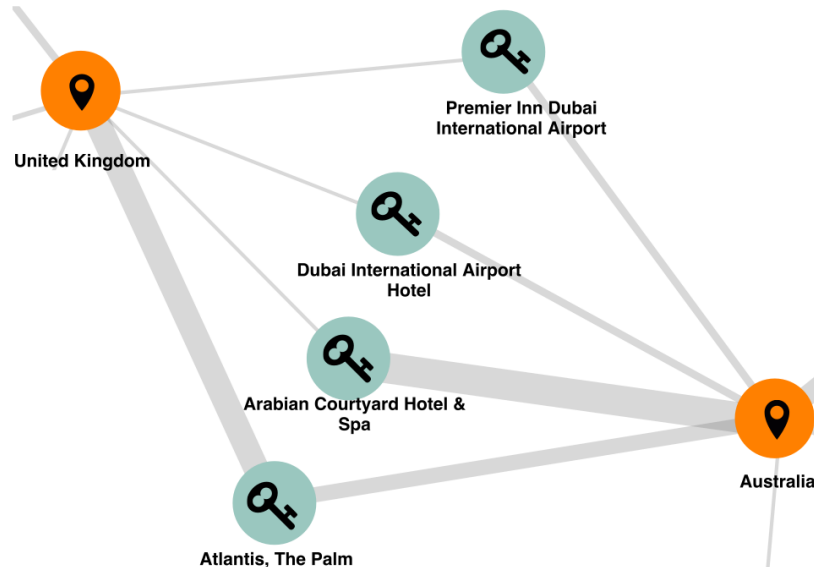 Premier Inn Dubai
International Airport
United Kingdom
Dubai International Airport
Hotel
Arabian Courtyard Hotel &
Spa
Australia
Atlantis, The Palm